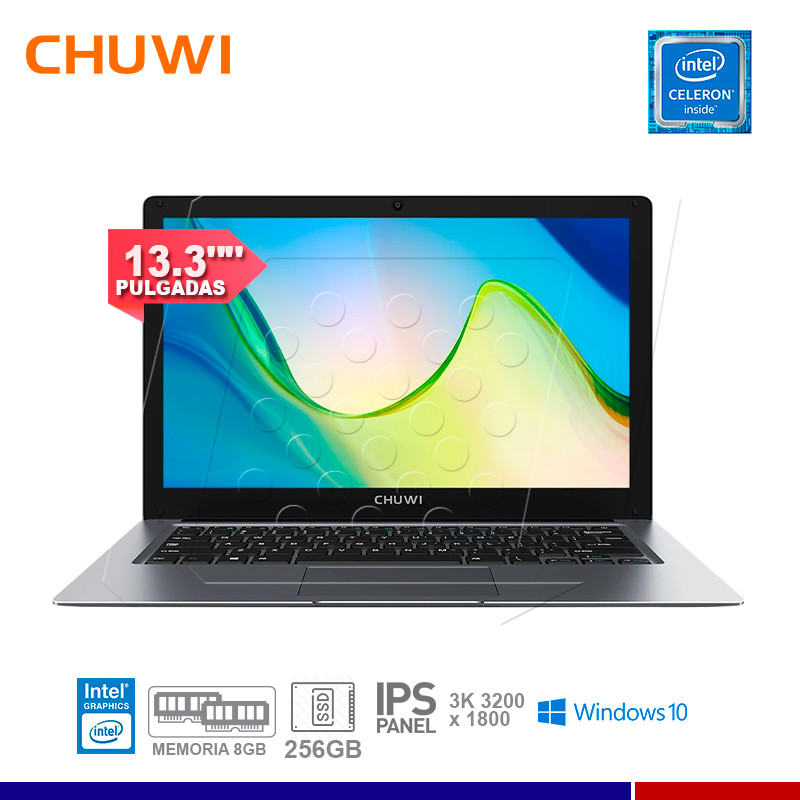 CHUWI
intel
CELERON®
inside™
13.3""
PULGADAS
CHUWI
Intel®
GRAPHICS
intel
MEMORIA 8GB
SSD
256GB
IPS
PANEL
3K 3200
x 1800
Windows 10